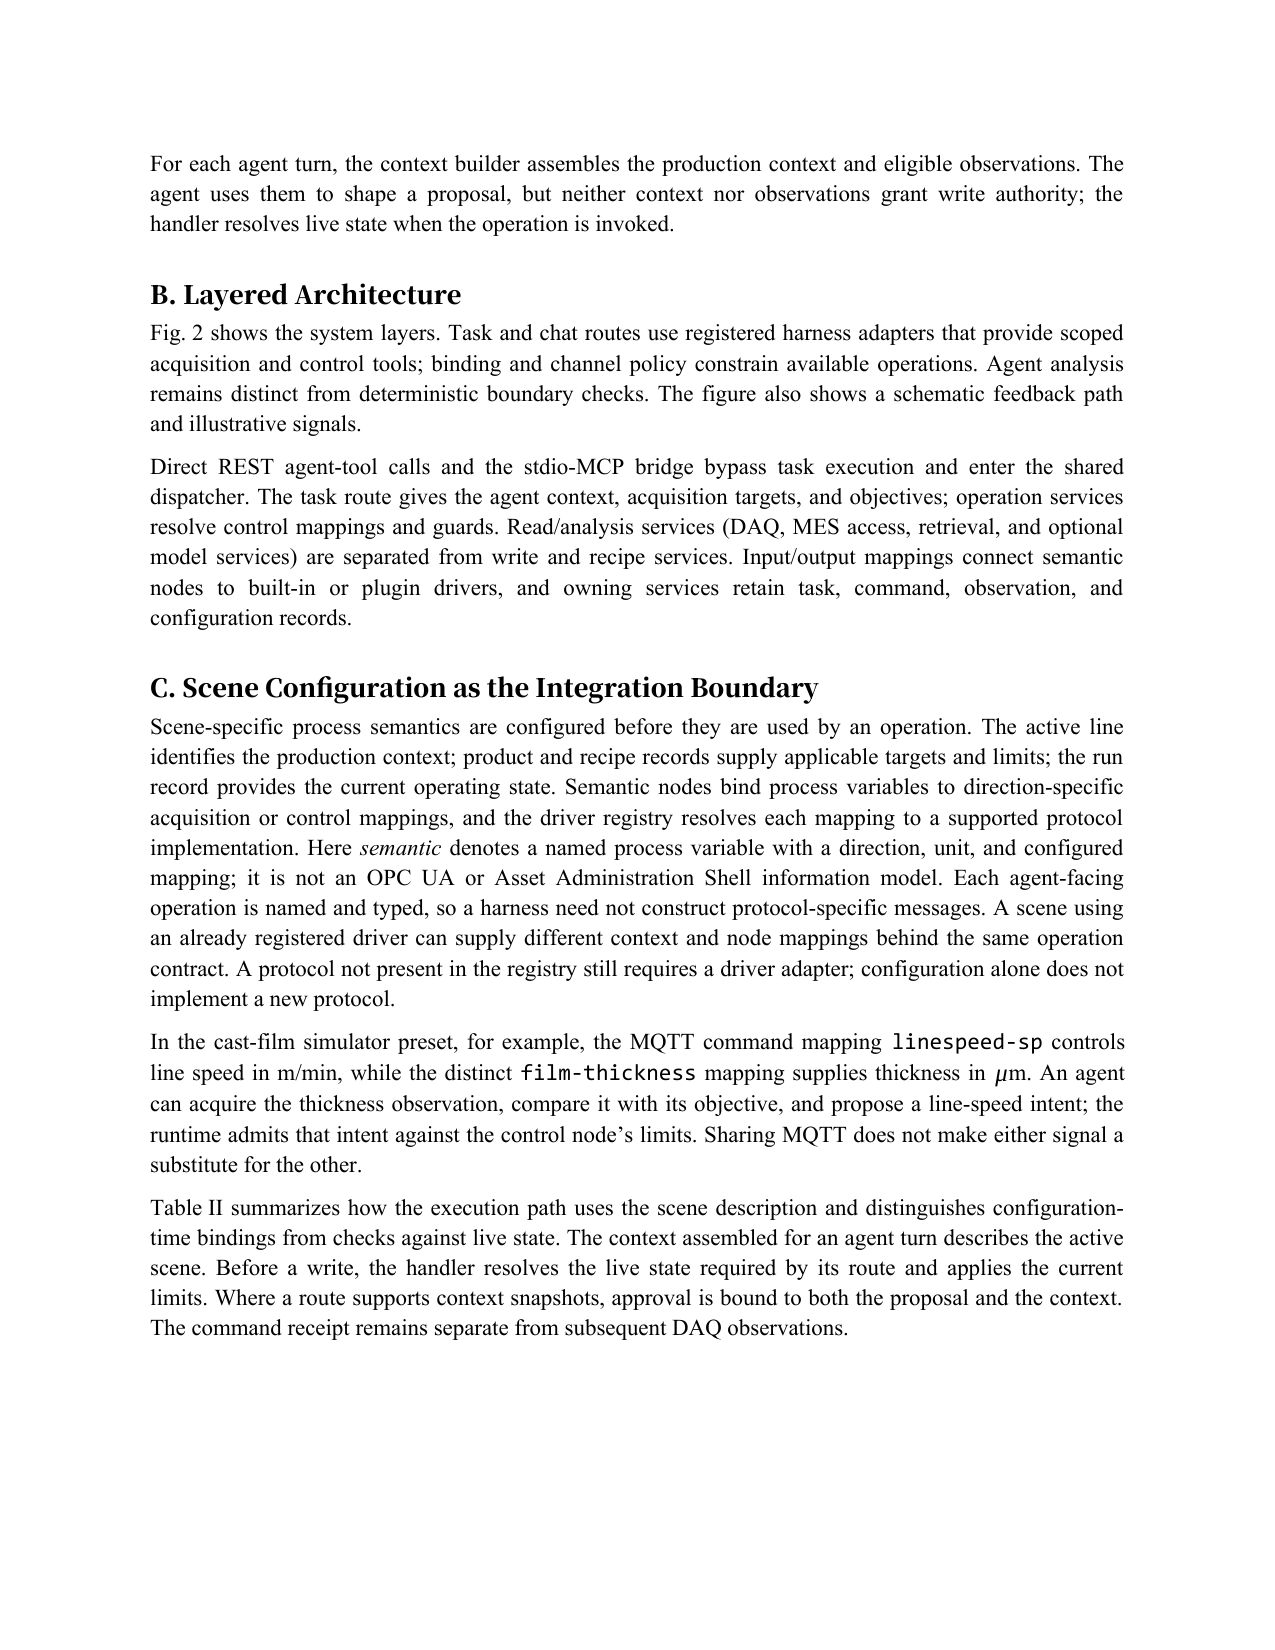 For each agent turn, the context builder assembles the production context and eligible observations. The
agent uses them to shape a proposal, but neither context nor observations grant write authority; the
handler resolves live state when the operation is invoked.
B. Layered Architecture
Fig. 2 shows the system layers. Task and chat routes use registered harness adapters that provide scoped
acquisition and control tools; binding and channel policy constrain available operations. Agent analysis
remains distinct from deterministic boundary checks. The figure also shows a schematic feedback path
and illustrative signals.
Direct REST agent-tool calls and the stdio-MCP bridge bypass task execution and enter the shared
dispatcher. The task route gives the agent context, acquisition targets, and objectives; operation services
resolve control mappings and guards. Read/analysis services (DAQ, MES access, retrieval, and optional
model services) are separated from write and recipe services. Input/output mappings connect semantic
nodes to built-in or plugin drivers, and owning services retain task, command, observation, and
configuration records.
C. Scene Configuration as the Integration Boundary
Scene-specific process semantics are configured before they are used by an operation. The active line
identifies the production context; product and recipe records supply applicable targets and limits; the run
record provides the current operating state. Semantic nodes bind process variables to direction-specific
acquisition or control mappings, and the driver registry resolves each mapping to a supported protocol
implementation. Here semantic denotes a named process variable with a direction, unit, and configured
mapping; it is not an OPC UA or Asset Administration Shell information model. Each agent-facing
operation is named and typed, so a harness need not construct protocol-specific messages. A scene using
an already registered driver can supply different context and node mappings behind the same operation
contract. A protocol not present in the registry still requires a driver adapter; configuration alone does not
implement a new protocol.
In the cast-film simulator preset, for example, the MQTT command mapping linespeed-sp controls
line speed in m/min, while the distinct film-thickness mapping supplies thickness in μm. An agent
can acquire the thickness observation, compare it with its objective, and propose a line-speed intent; the
runtime admits that intent against the control node’s limits. Sharing MQTT does not make either signal a
substitute for the other.
Table II summarizes how the execution path uses the scene description and distinguishes configuration-
time bindings from checks against live state. The context assembled for an agent turn describes the active
scene. Before a write, the handler resolves the live state required by its route and applies the current
limits. Where a route supports context snapshots, approval is bound to both the proposal and the context.
The command receipt remains separate from subsequent DAQ observations.